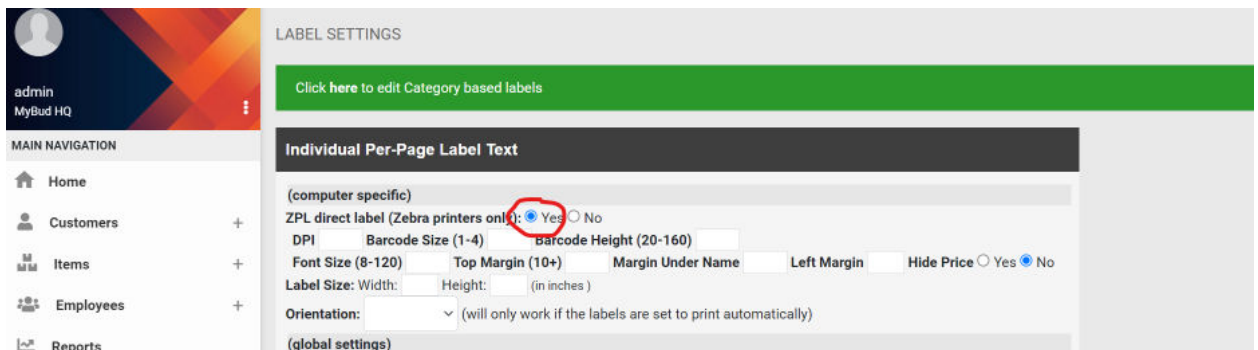 LABEL SETTINGS
admin
MyBud HQ
Click here to edit Category based labels
MAIN NAVIGATION
Home
Customers +
Items +
Employees +
Reports
Individual Per-Page Label Text
(computer specific)
ZPL direct label (Zebra printers only): Yes No
DPI Barcode Size (1-4) Barcode Height (20-160)
Font Size (8-120) Top Margin (10+) Margin Under Name Left Margin Hide Price Yes No
Label Size: Width: Height: (in inches )
Orientation: (will only work if the labels are set to print automatically)
(global settings)